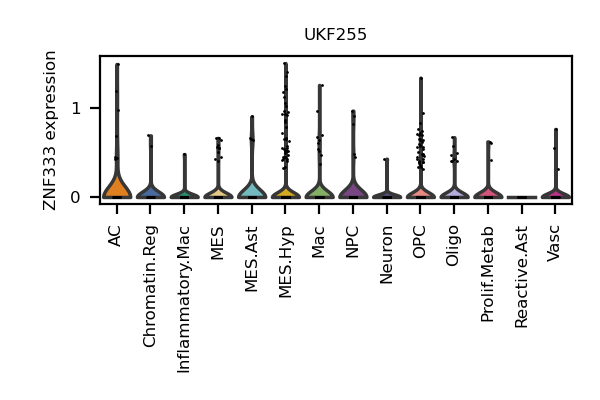 UKF255
ZNF333 expression
1
0
AC
Chromatin.Reg
Inflammatory.Mac
MES
MES.Ast
MES.Hyp
Mac
NPC
Neuron
OPC
Oligo
Prolif.Metab
Reactive.Ast
Vasc